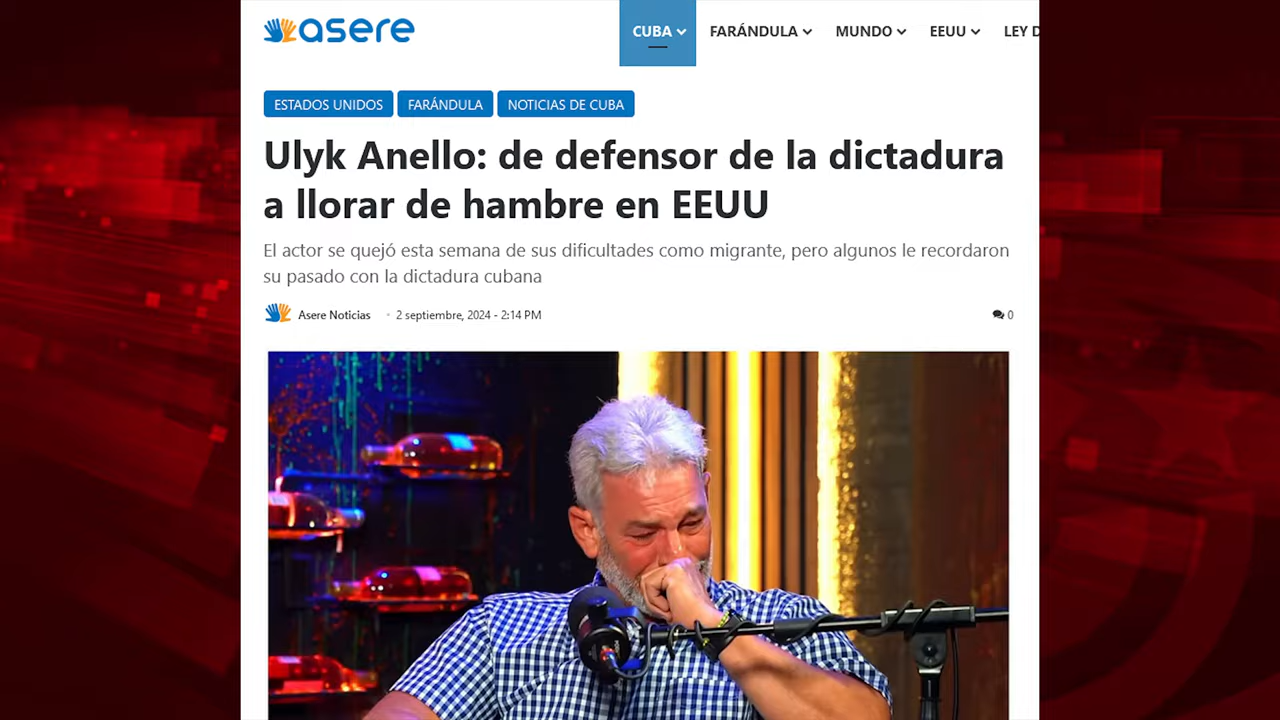 asere
CUBA FARÁNDULA MUNDO EEUU LEY D
ESTADOS UNIDOS FARÁNDULA NOTICIAS DE CUBA
Ulyk Anello: de defensor de la dictadura
a llorar de hambre en EEUU
El actor se quejó esta semana de sus dificultades como migrante, pero algunos le recordaron
su pasado con la dictadura cubana
Asere Noticias 2 septiembre, 2024 - 2:14 PM 0